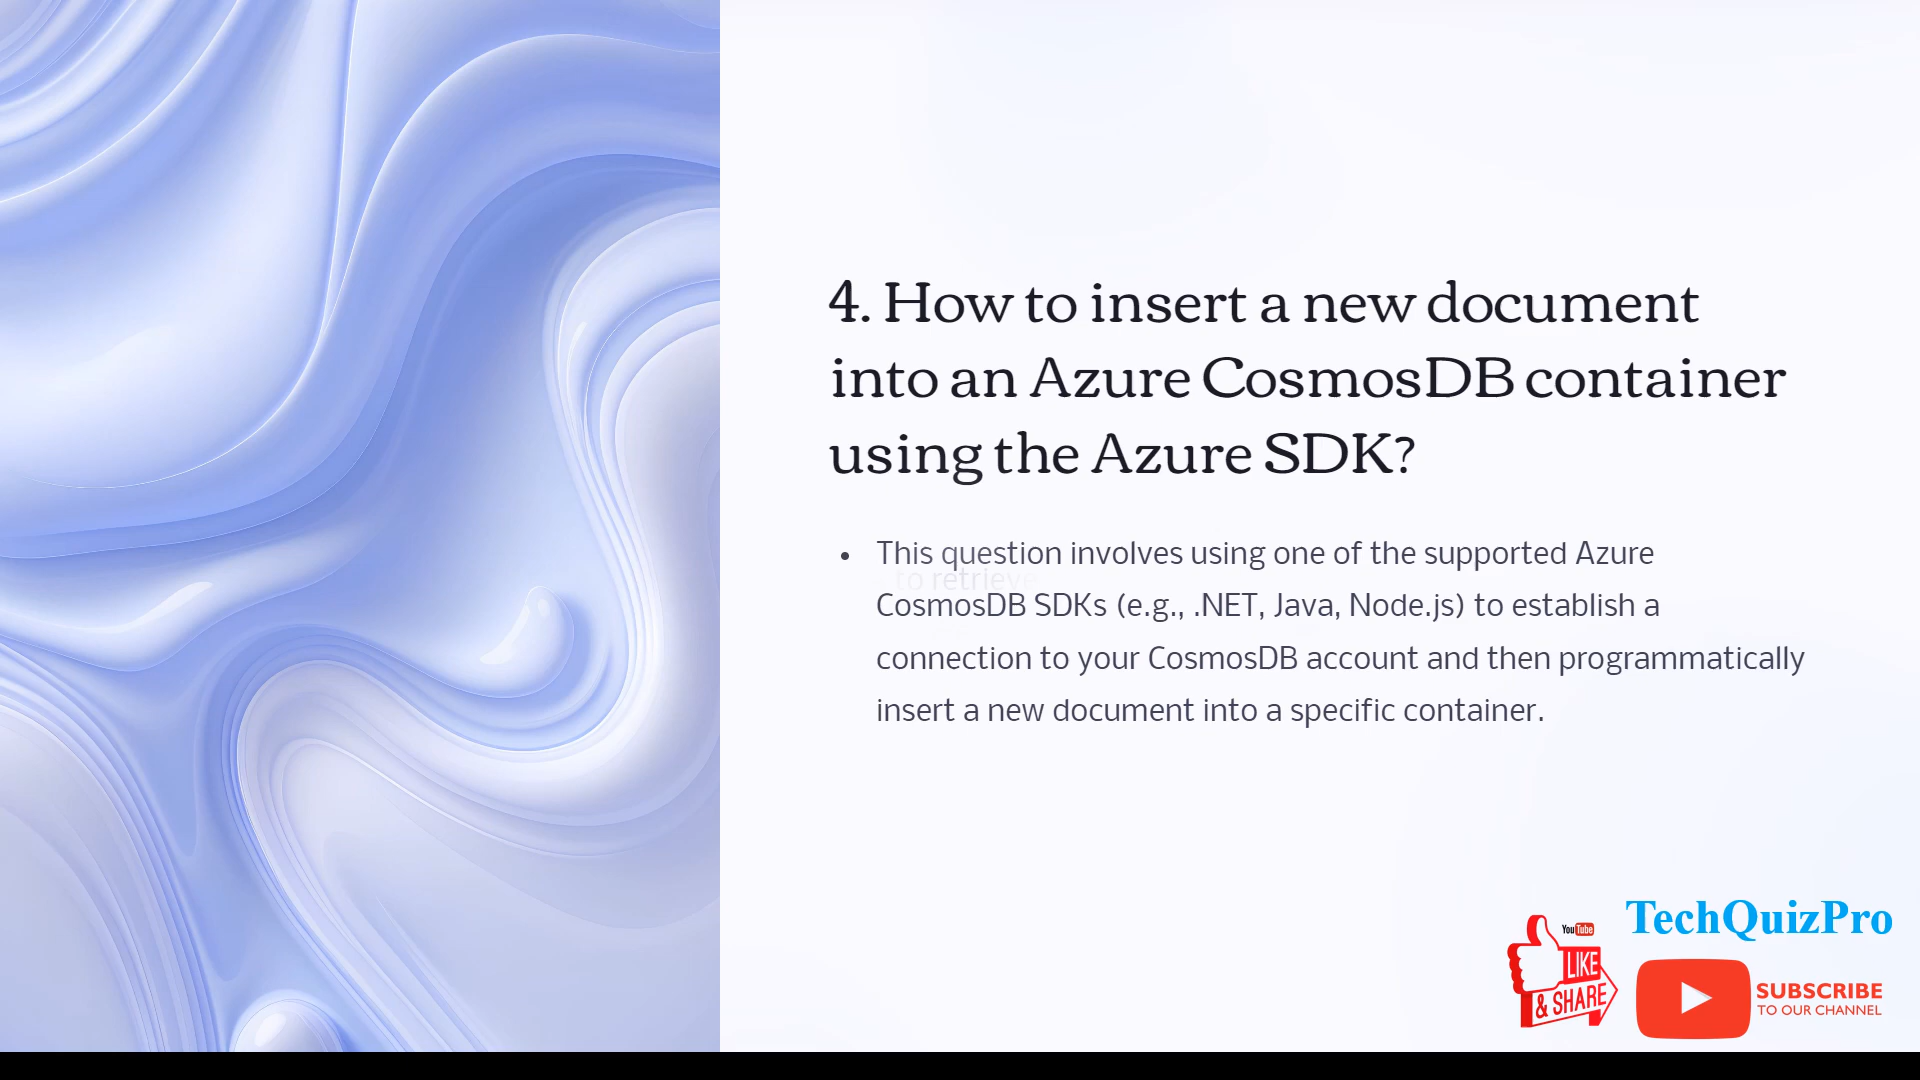 4. How to insert a new document
into an Azure CosmosDB container
using the Azure SDK?
• This question involves using one of the supported Azure
to retrieve
CosmosDB SDKs (e.g., .NET, Java, Node.js) to establish a
connection to your CosmosDB account and then programmatically
insert a new document into a specific container.
TechQuizPro
YouTube
LIKE
& SHARE
SUBSCRIBE
TO OUR CHANNEL